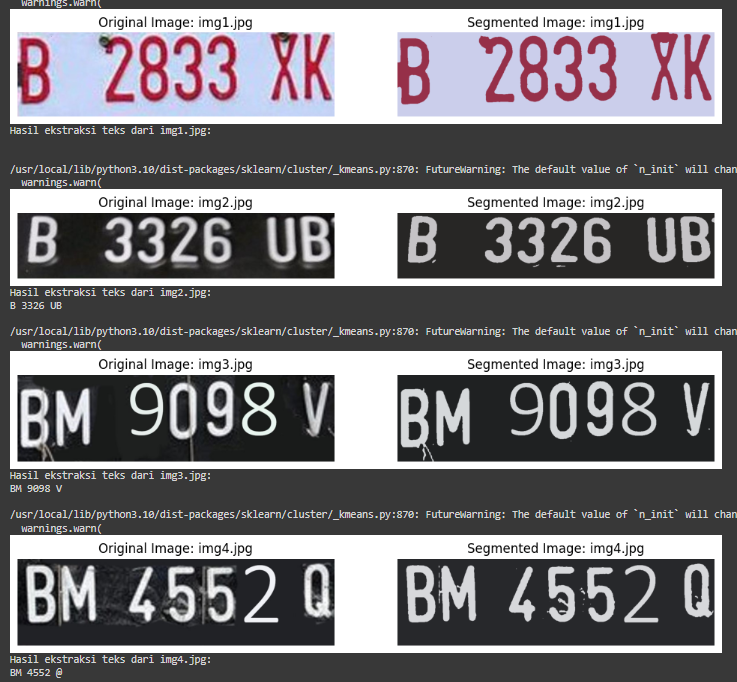 warnings.warn(
Original Image: img1.jpg Segmented Image: img1.jpg
B 2833 XK B 2833 XK
Hasil ekstraksi teks dari img1.jpg:
/usr/local/lib/python3.10/dist-packages/sklearn/cluster/_kmeans.py:870: FutureWarning: The default value of `n_init` will chan
warnings.warn(
Original Image: img2.jpg Segmented Image: img2.jpg
B 3326 UB B 3326 UB
Hasil ekstraksi teks dari img2.jpg:
B 3326 UB
/usr/local/lib/python3.10/dist-packages/sklearn/cluster/_kmeans.py:870: FutureWarning: The default value of `n_init` will chan
warnings.warn(
Original Image: img3.jpg Segmented Image: img3.jpg
BM 9098 V BM 9098 V
Hasil ekstraksi teks dari img3.jpg:
BM 9098 V
/usr/local/lib/python3.10/dist-packages/sklearn/cluster/_kmeans.py:870: FutureWarning: The default value of `n_init` will chan
warnings.warn(
Original Image: img4.jpg Segmented Image: img4.jpg
BM 4552 Q BM 4552 Q
Hasil ekstraksi teks dari img4.jpg:
BM 4552 @